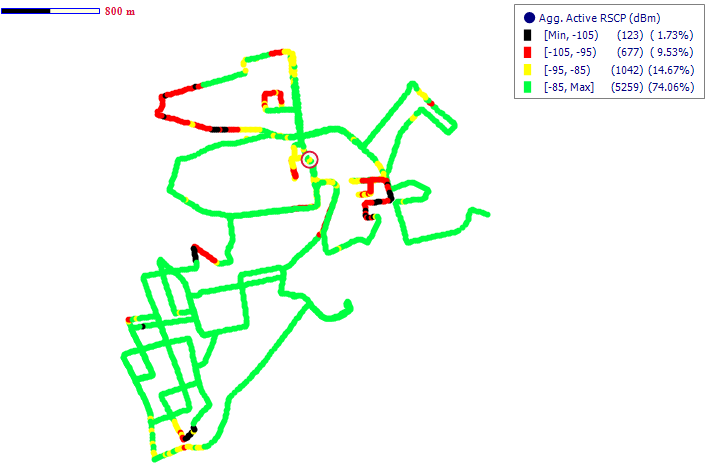 800 m
Agg. Active RSCP (dBm)
[Min, -105) (123) ( 1.73%)
[-105, -95) (677) ( 9.53%)
[-95, -85) (1042) (14.67%)
[-85, Max] (5259) (74.06%)